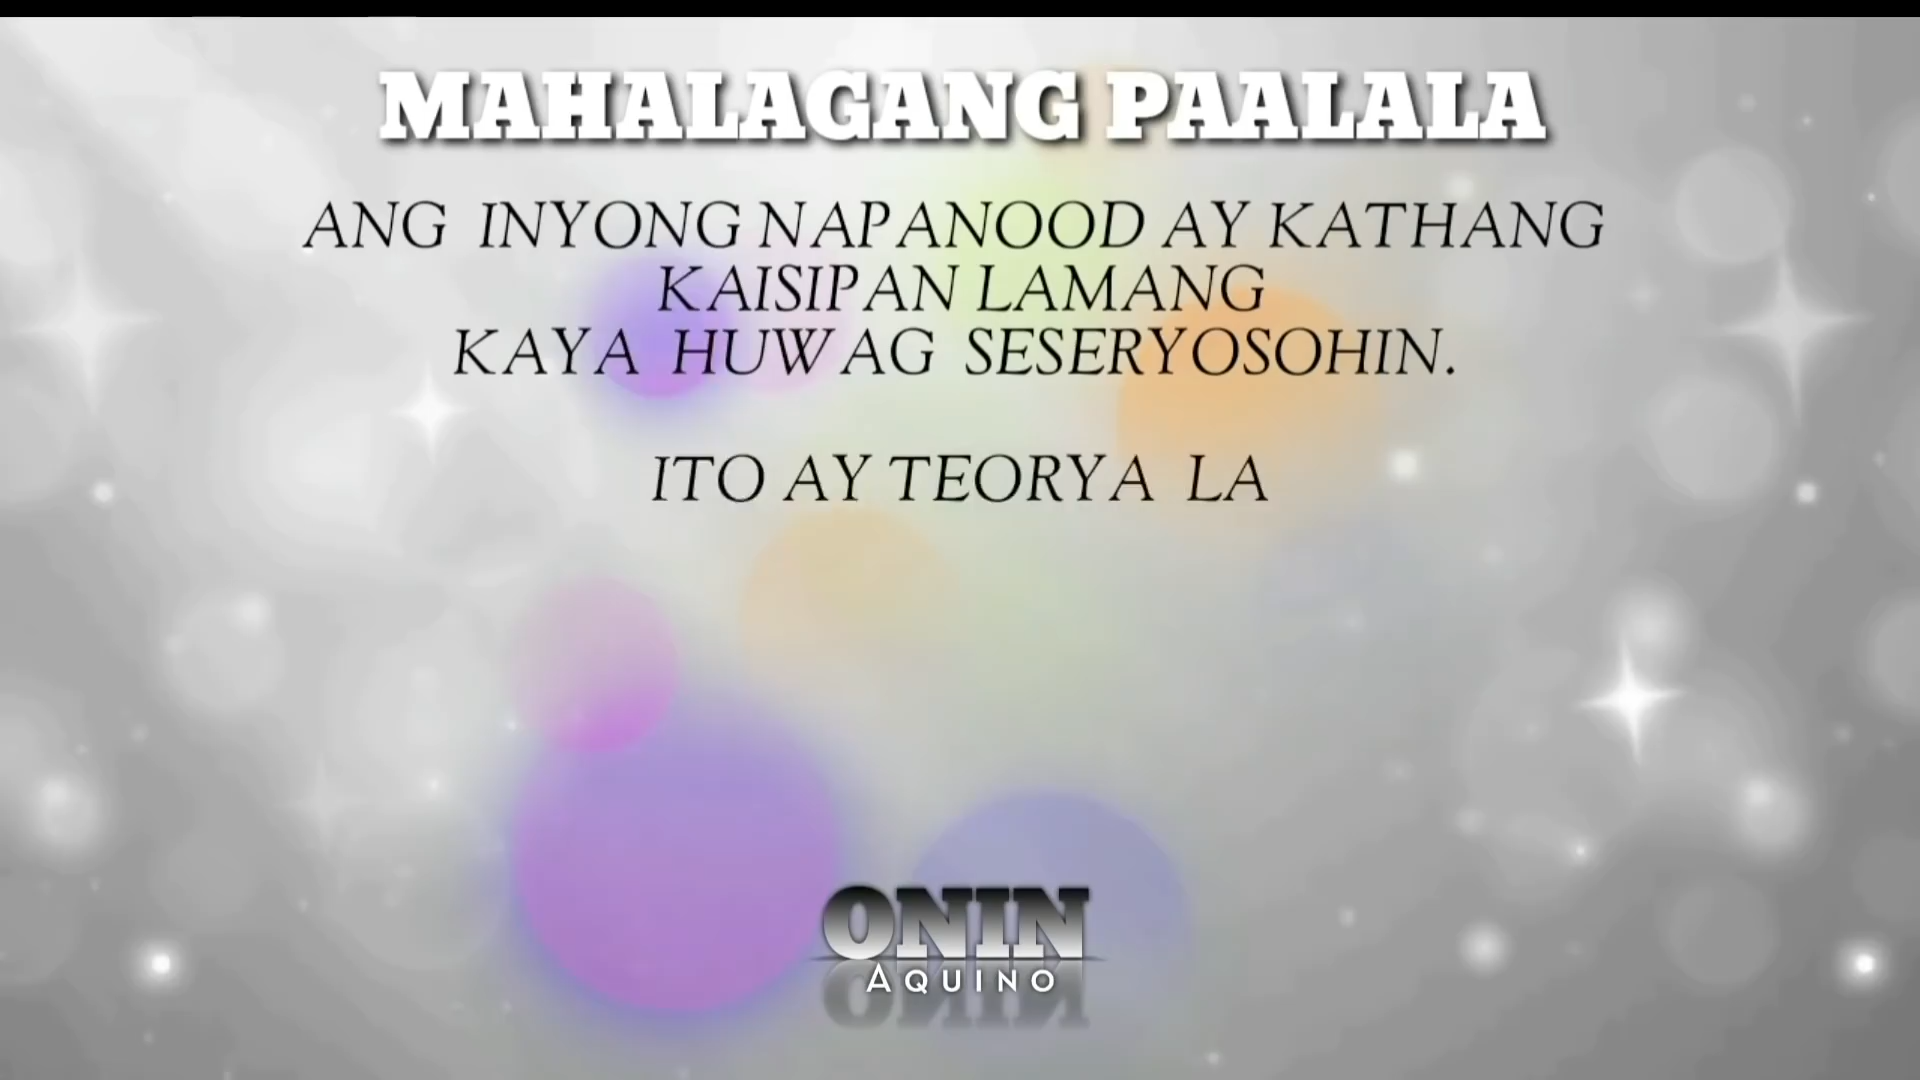 MAHALAGANG PAALALA
ANG INYONG NAPANOOD AY KATHANG
KAISIPAN LAMANG
KAYA HUWAG SESERYOSOHIN.
ITO AY TEORYA LA
ONIN
AQUINO